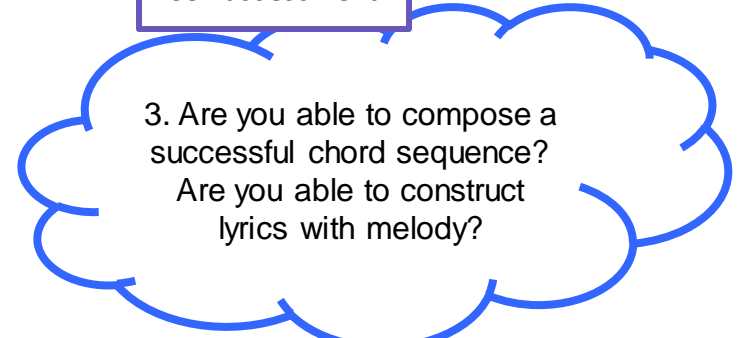 3. Are you able to compose a
successful chord sequence?
Are you able to construct
lyrics with melody?